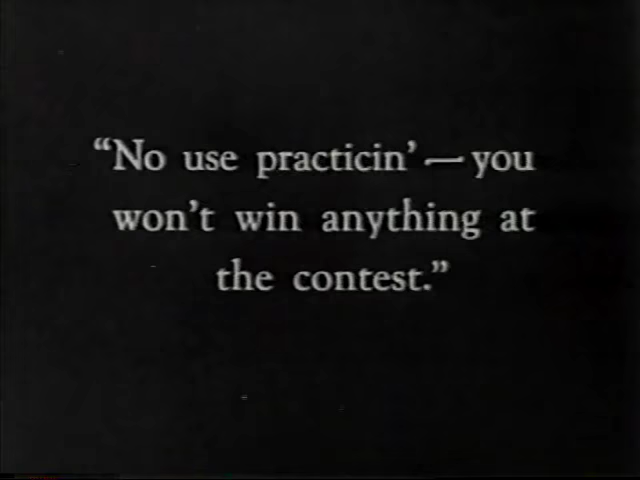 “No use practicin’ — you
won’t win anything at
the contest.”